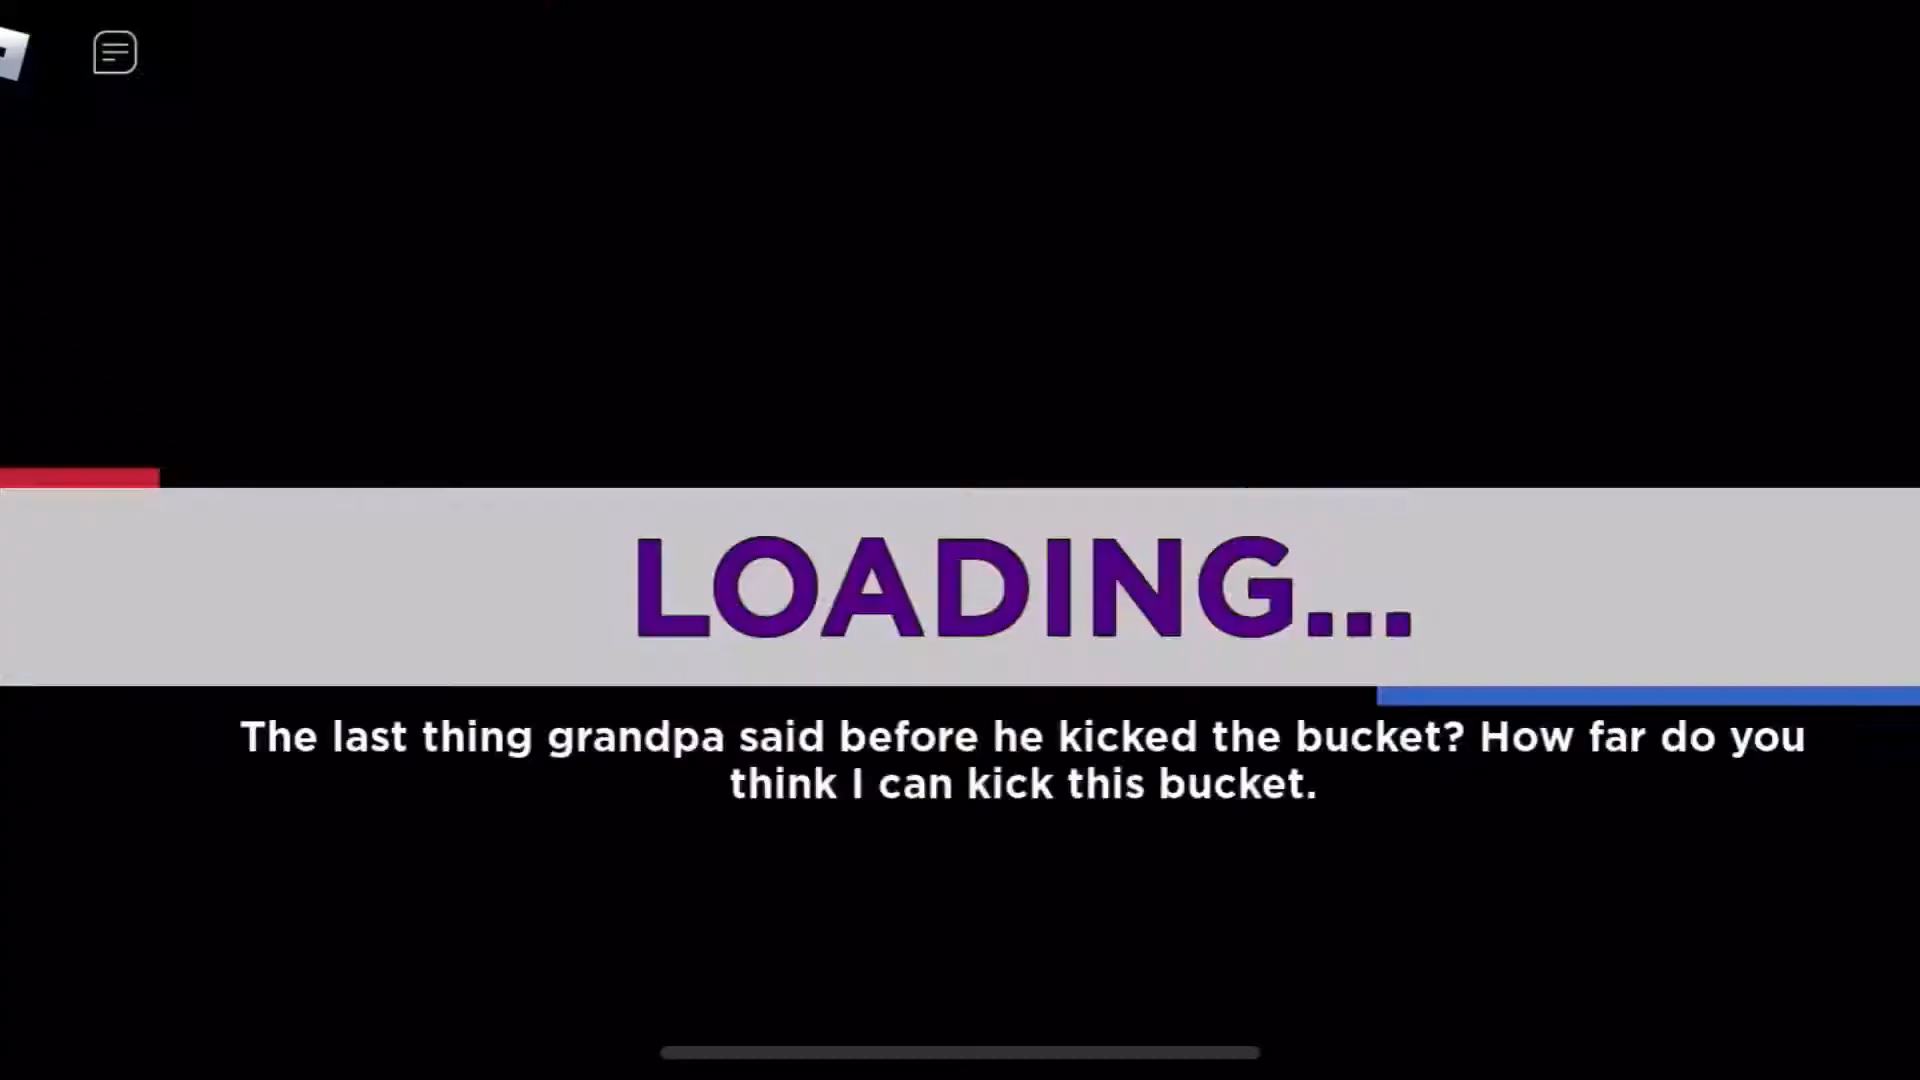 LOADING...
The last thing grandpa said before he kicked the bucket? How far do you
think I can kick this bucket.